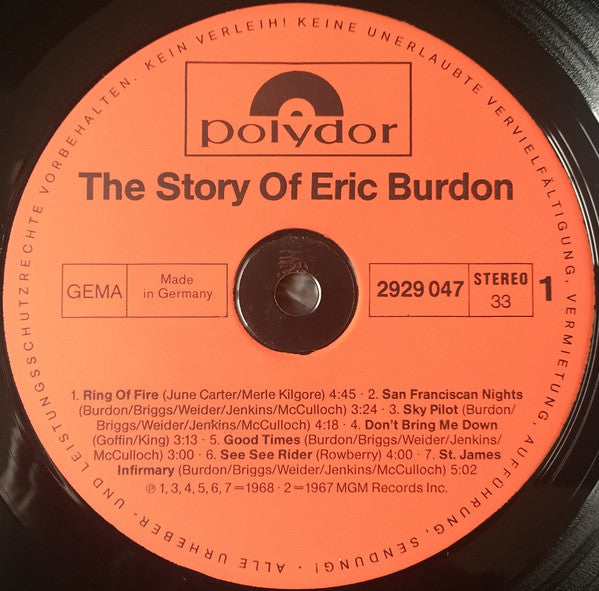 polydor
The Story Of Eric Burdon
GEMA
Made
in Germany
2929 047
STEREO
33
1
1. Ring Of Fire (June Carter/Merle Kilgore) 4:45 · 2. San Franciscan Nights
(Burdon/Briggs/Weider/Jenkins/McCulloch) 3:24 · 3. Sky Pilot (Burdon/
Briggs/Weider/Jenkins/McCulloch) 4:18 · 4. Don't Bring Me Down
(Goffin/King) 3:13 · 5. Good Times (Burdon/Briggs/Weider/Jenkins/
McCulloch) 3:00 · 6. See See Rider (Rowberry) 4:00 · 7. St. James
Infirmary (Burdon/Briggs/Weider/Jenkins/McCulloch) 5:02
℗ 1, 3, 4, 5, 6, 7 = 1968 · 2 = 1967 MGM Records Inc.
ALLE URHEBER- UND LEISTUNGSSCHUTZRECHTE VORBEHALTEN. KEIN VERLEIH! KEINE UNERLAUBTE VERVIELFÄLTIGUNG, VERMIETUNG, AUFFÜHRUNG, SENDUNG! ·